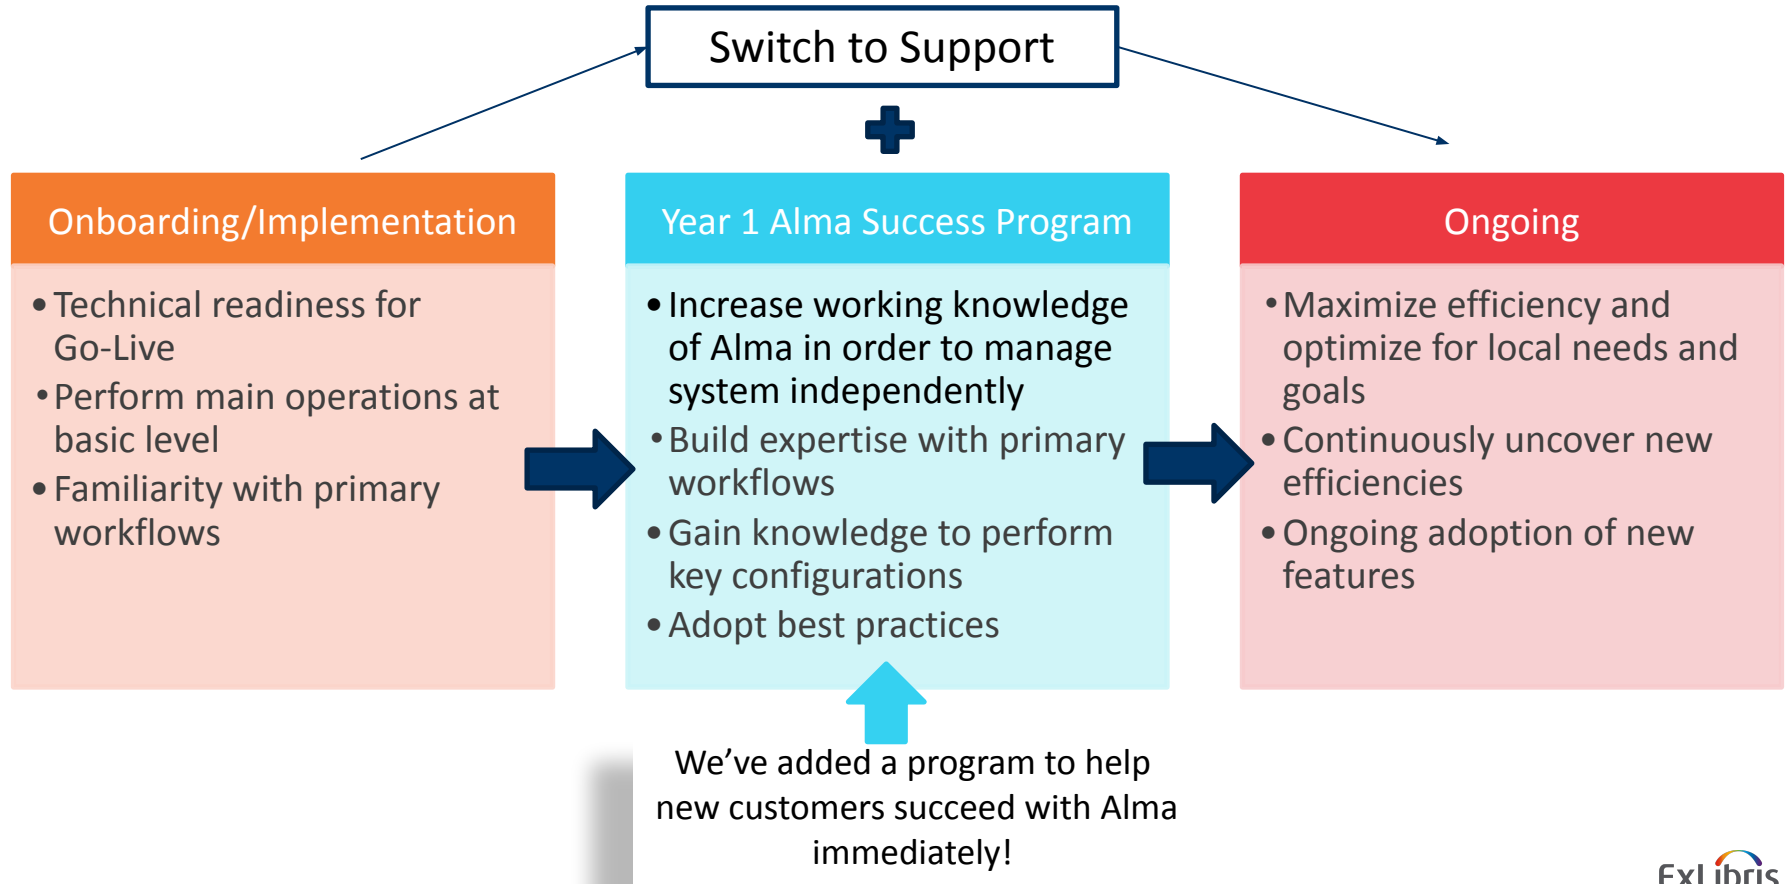 Switch to Support
Onboarding/Implementation
• Technical readiness for
Go-Live
• Perform main operations at
basic level
• Familiarity with primary
workflows
Year 1 Alma Success Program
• Increase working knowledge
of Alma in order to manage
system independently
• Build expertise with primary
workflows
• Gain knowledge to perform
key configurations
• Adopt best practices
Ongoing
• Maximize efficiency and
optimize for local needs and
goals
• Continuously uncover new
efficiencies
• Ongoing adoption of new
features
We’ve added a program to help
new customers succeed with Alma
immediately!
ExLibris